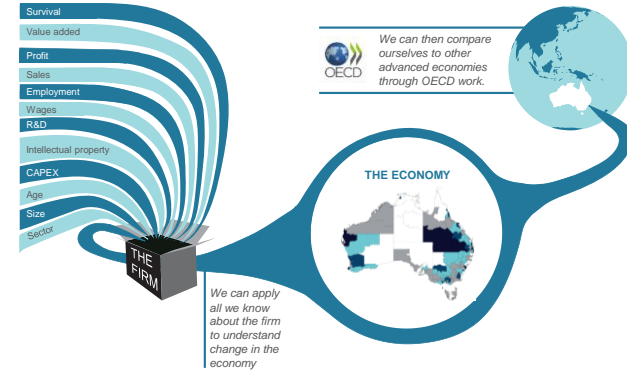 Survival
Value added
Profit
Sales
Employment
Wages
R&D
Intellectual property
CAPEX
Age
Size
Sector
THE
FIRM
We can apply
all we know
about the firm
to understand
change in the
economy
THE ECONOMY
OECD
We can then compare
ourselves to other
advanced economies
through OECD work.